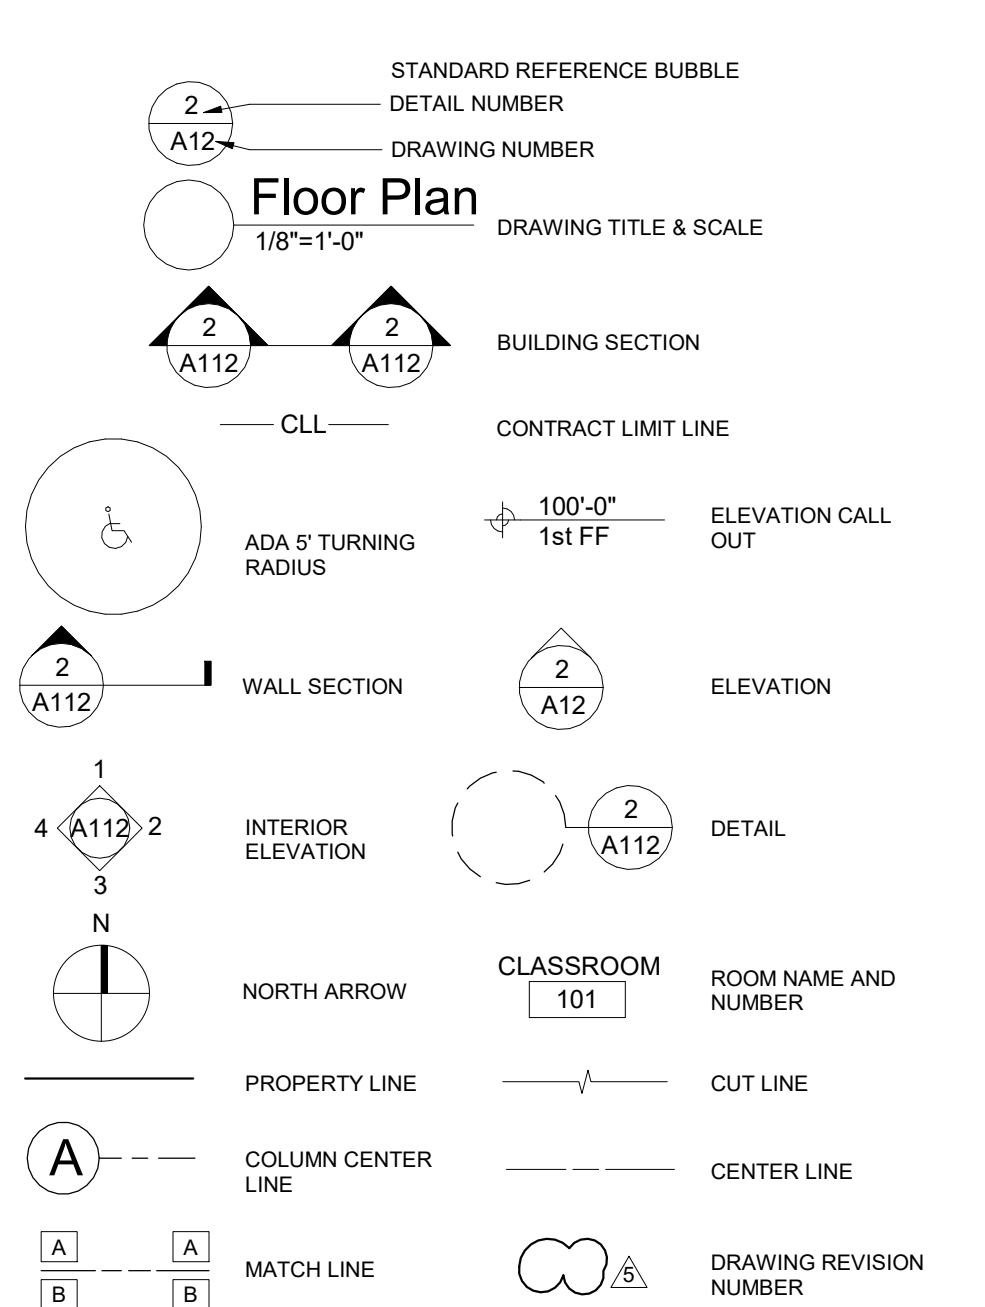 STANDARD REFERENCE BUBBLE
2
DETAIL NUMBER
A12
DRAWING NUMBER
Floor Plan
1/8"=1'-0"
DRAWING TITLE & SCALE
2
2
A112
A112
BUILDING SECTION
CLL
CONTRACT LIMIT LINE
ADA 5' TURNING
RADIUS
100'-0"
1st FF
ELEVATION CALL
OUT
2
A112
WALL SECTION
2
A12
ELEVATION
1
4
A112
2
3
INTERIOR
ELEVATION
2
A112
DETAIL
N
NORTH ARROW
CLASSROOM
101
ROOM NAME AND
NUMBER
PROPERTY LINE
CUT LINE
A
COLUMN CENTER
LINE
CENTER LINE
A
A
B
B
MATCH LINE
5
DRAWING REVISION
NUMBER